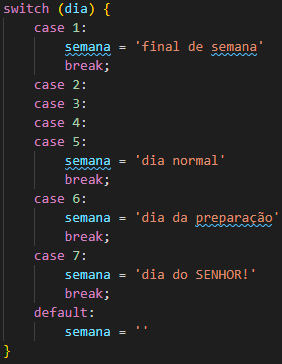 switch (dia) {
    case 1:
        semana = 'final de semana'
        break;
    case 2:
    case 3:
    case 4:
    case 5:
        semana = 'dia normal'
        break;
    case 6:
        semana = 'dia da preparação'
        break;
    case 7:
        semana = 'dia do SENHOR!'
        break;
    default:
        semana = ''
}